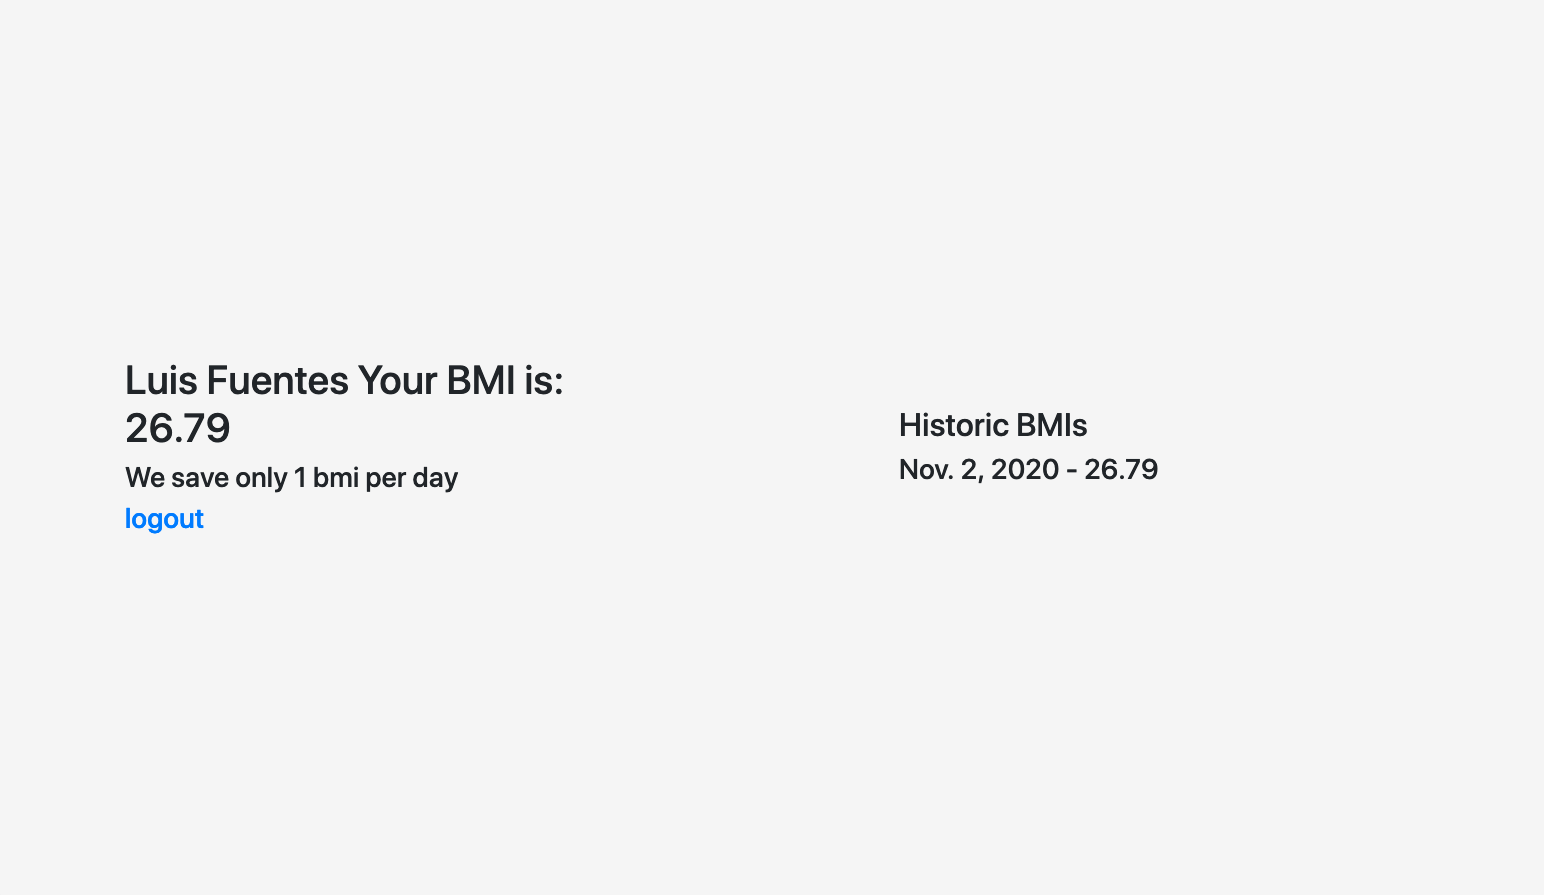 Luis Fuentes Your BMI is:
26.79
We save only 1 bmi per day
logout
Historic BMIs
Nov. 2, 2020 - 26.79